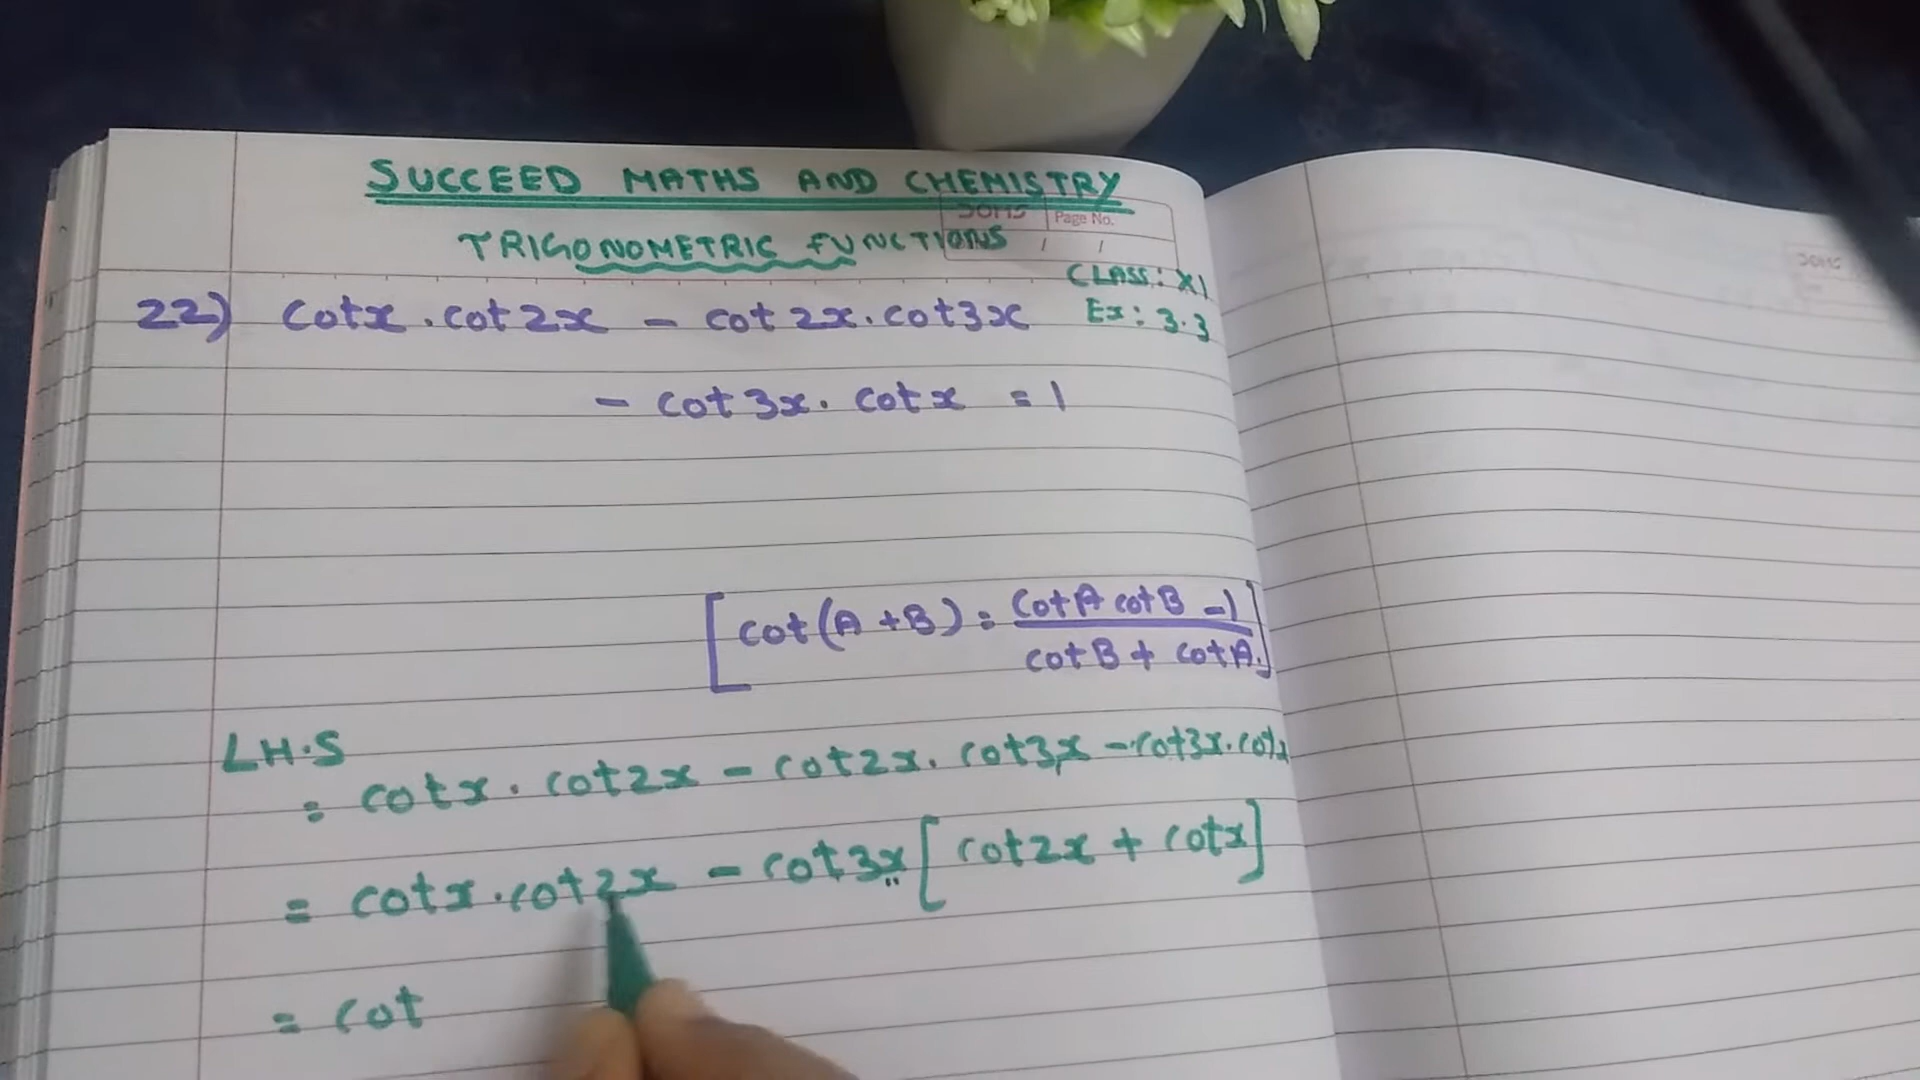 SUCCEED MATHS AND CHEMISTRY
Page No.
TRIGONOMETRIC FUNCTIONS
CLASS: XI
22) cotx . cot2x - cot2x . cot3x
Ex: 3.3
- cot3x . cotx = 1
[cot(A+B) = cotA cotB - 1 / cotB + cotA.]
LH.S
= cotx . cot2x - cot2x . cot3x - cot3x . cotx
= cotx . cot2x - cot3x [cot2x + cotx]
= cot